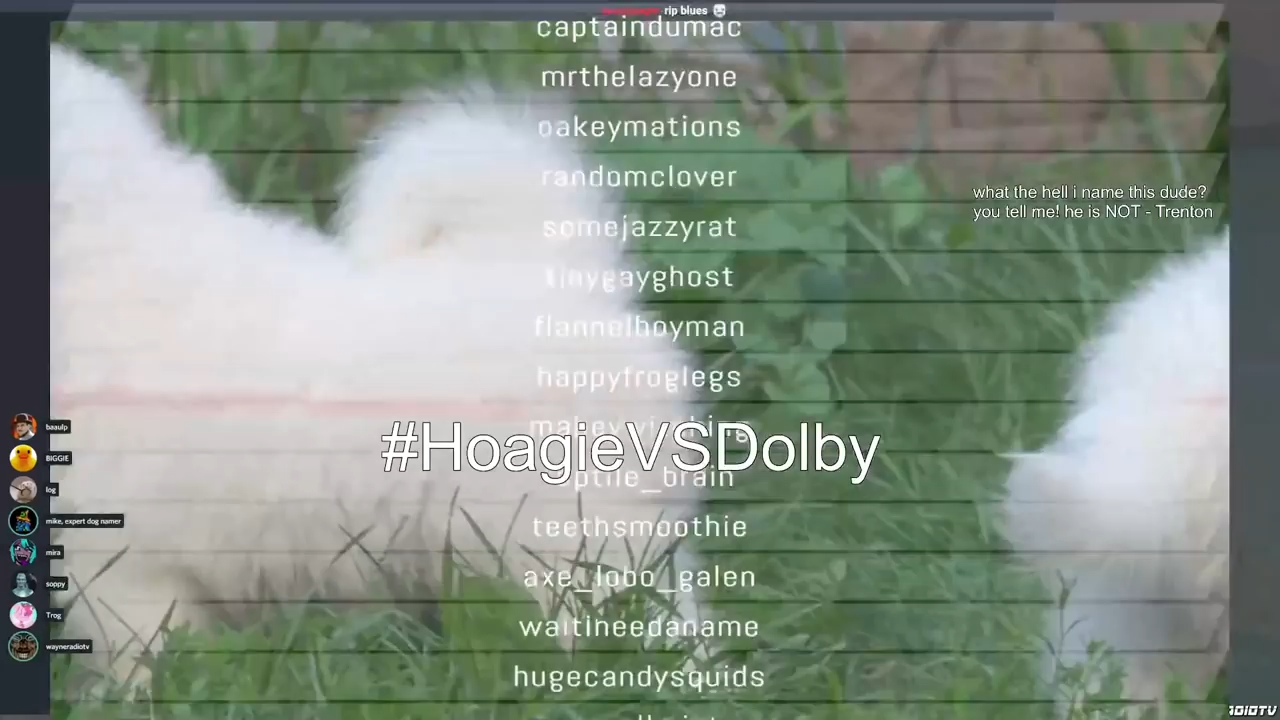 rip blues
captaindumac
mrthelazyone
oakeymations
randomclover
what the hell i name this dude?
you tell me! he is NOT - Trenton
somejazzyrat
tinygayghost
flannelboyman
happyfroglegs
#HoagieVSDolby
teethsmoothie
axe_lobo_galen
waitineedaname
hugecandysquids
baaulp
BIGGIE
log
mike, expert dog namer
mira
soppy
Trog
wayneradiotv